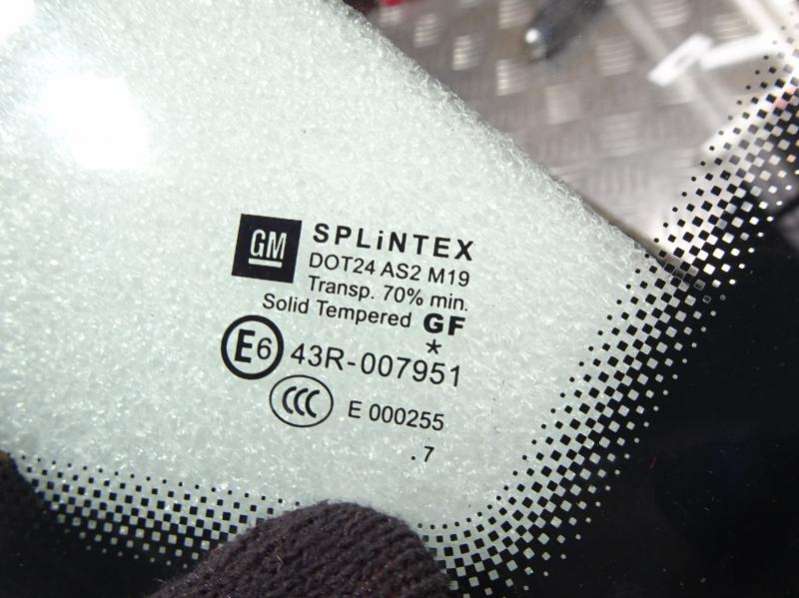 GM
SPLiNTEX
DOT24 AS2 M19
Transp. 70% min.
Solid Tempered GF
*
E6 43R-007951
CCC E 000255
.7